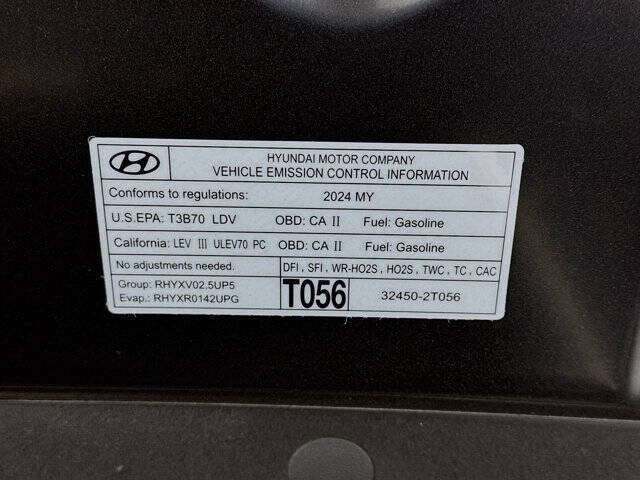 HYUNDAI MOTOR COMPANY
VEHICLE EMISSION CONTROL INFORMATION
Conforms to regulations: 2024 MY
U.S.EPA: T3B70 LDV OBD: CA II Fuel: Gasoline
California: LEV III ULEV70 PC OBD: CA II Fuel: Gasoline
No adjustments needed. DFI , SFI , WR-HO2S , HO2S , TWC , TC , CAC
Group: RHYXV02.5UP5
Evap.: RHYXR0142UPG
T056
32450-2T056